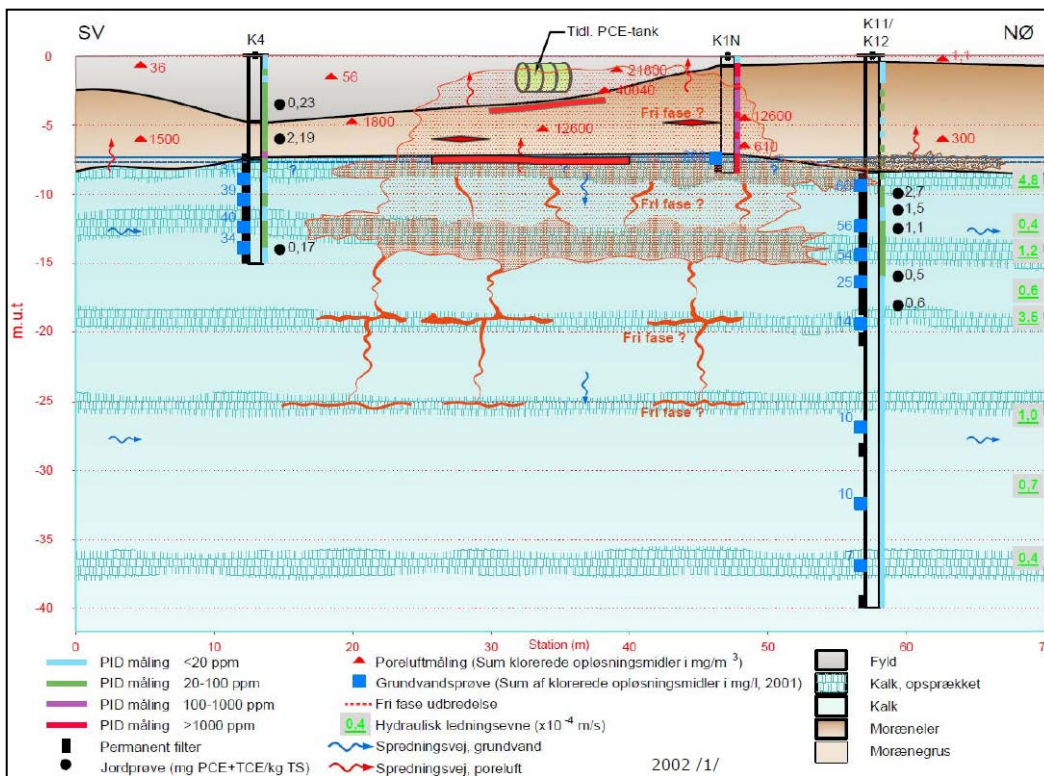 SV
K4
Tidl. PCE-tank
K1N
K11/
K12
NØ
0
36
56
21800
1,1
40040
0,23
Fri fase ?
-5
1500
2,19
1800
12600
12600
300
610
?
?
39
-10
Fri fase ?
2,7
4,8
40
1,5
56
1,1
0,4
34
0,17
54
1,2
-15
25
0,5
0,6
0,6
14
3,5
-20
Fri fase ?
-25
Fri fase ?
10
1,0
-30
10
0,7
-35
7
0,4
-40
m.u.t
0
10
20
30
Station (m)
40
50
60
70
PID måling <20 ppm
PID måling 20-100 ppm
PID måling 100-1000 ppm
PID måling >1000 ppm
Permanent filter
Jordprøve (mg PCE+TCE/kg TS)
Poreluftmåling (Sum klorerede opløsningsmidler i mg/m 3)
Grundvandsprøve (Sum af klorerede opløsningsmidler i mg/l, 2001)
Fri fase udbredelse
0,4 Hydraulisk ledningsevne (x10-4 m/s)
Spredningsvej, grundvand
Spredningsvej, poreluft
2002 /1/
Fyld
Kalk, opsprækket
Kalk
Moræneler
Morænegrus